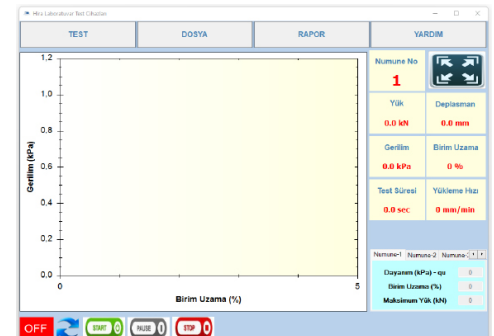 Hira Laboratuvar Test Cihazları
TEST DOSYA RAPOR YARDIM
Numune No
1
Yük Deplasman
0.0 kN 0.0 mm
Gerilim Birim Uzama
0.0 kPa 0 %
Test Süresi Yükleme Hızı
0.0 sec 0 mm/min
1,2
1,0
0,8
0,6
0,4
0,2
0,0
Gerilim (kPa)
0 5
Birim Uzama (%)
Numune-1 Numune-2 Numune-
Dayanım (kPa) - qu 0
Birim Uzama (%) 0
Maksimum Yük (kN) 0
OFF START PAUSE STOP